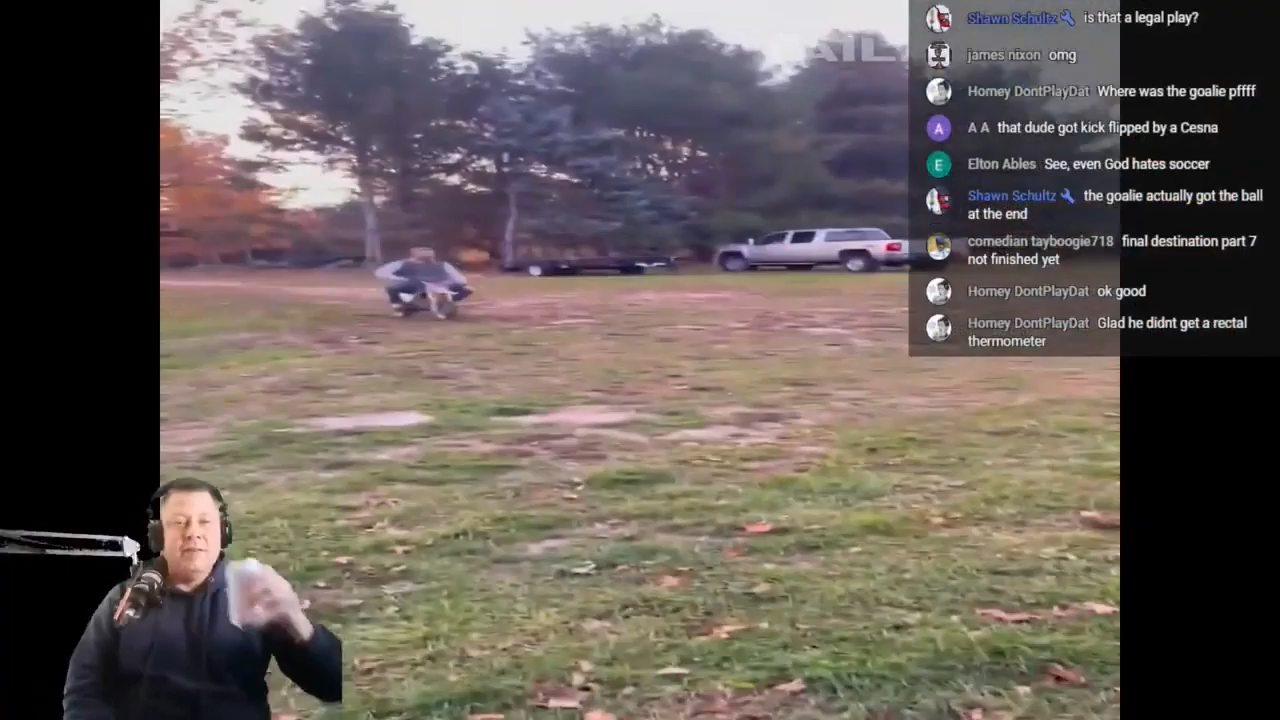 AIL
Shawn Schultz is that a legal play?
james nixon omg
Homey DontPlayDat Where was the goalie pffff
A A A that dude got kick flipped by a Cesna
E Elton Ables See, even God hates soccer
Shawn Schultz the goalie actually got the ball
at the end
comedian tayboogie718 final destination part 7
not finished yet
Homey DontPlayDat ok good
Homey DontPlayDat Glad he didnt get a rectal
thermometer